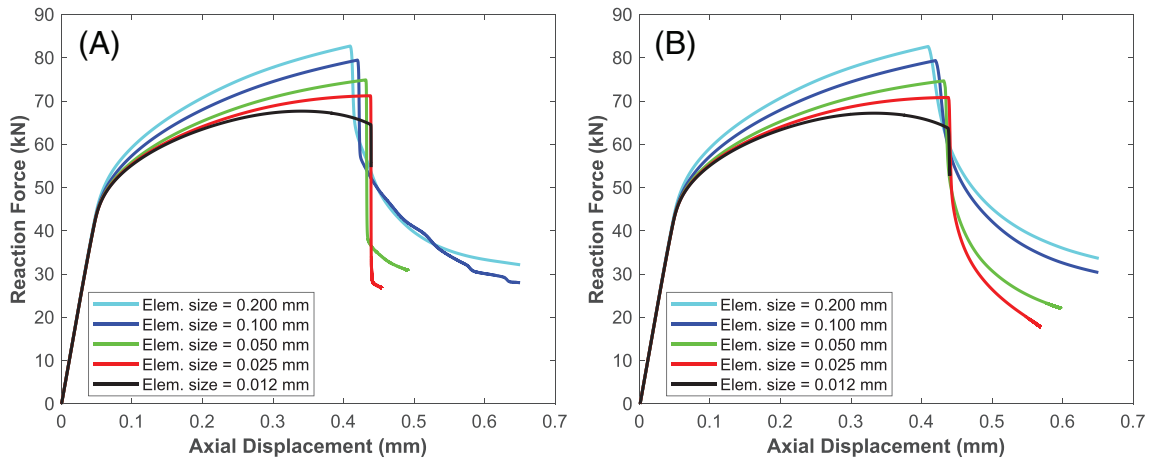 (A)
90
80
70
60
50
40
30
20
10
0
Reaction Force (kN)
Elem. size = 0.200 mm
Elem. size = 0.100 mm
Elem. size = 0.050 mm
Elem. size = 0.025 mm
Elem. size = 0.012 mm
0 0.1 0.2 0.3 0.4 0.5 0.6 0.7
Axial Displacement (mm)
(B)
90
80
70
60
50
40
30
20
10
0
Reaction Force (kN)
Elem. size = 0.200 mm
Elem. size = 0.100 mm
Elem. size = 0.050 mm
Elem. size = 0.025 mm
Elem. size = 0.012 mm
0 0.1 0.2 0.3 0.4 0.5 0.6 0.7
Axial Displacement (mm)